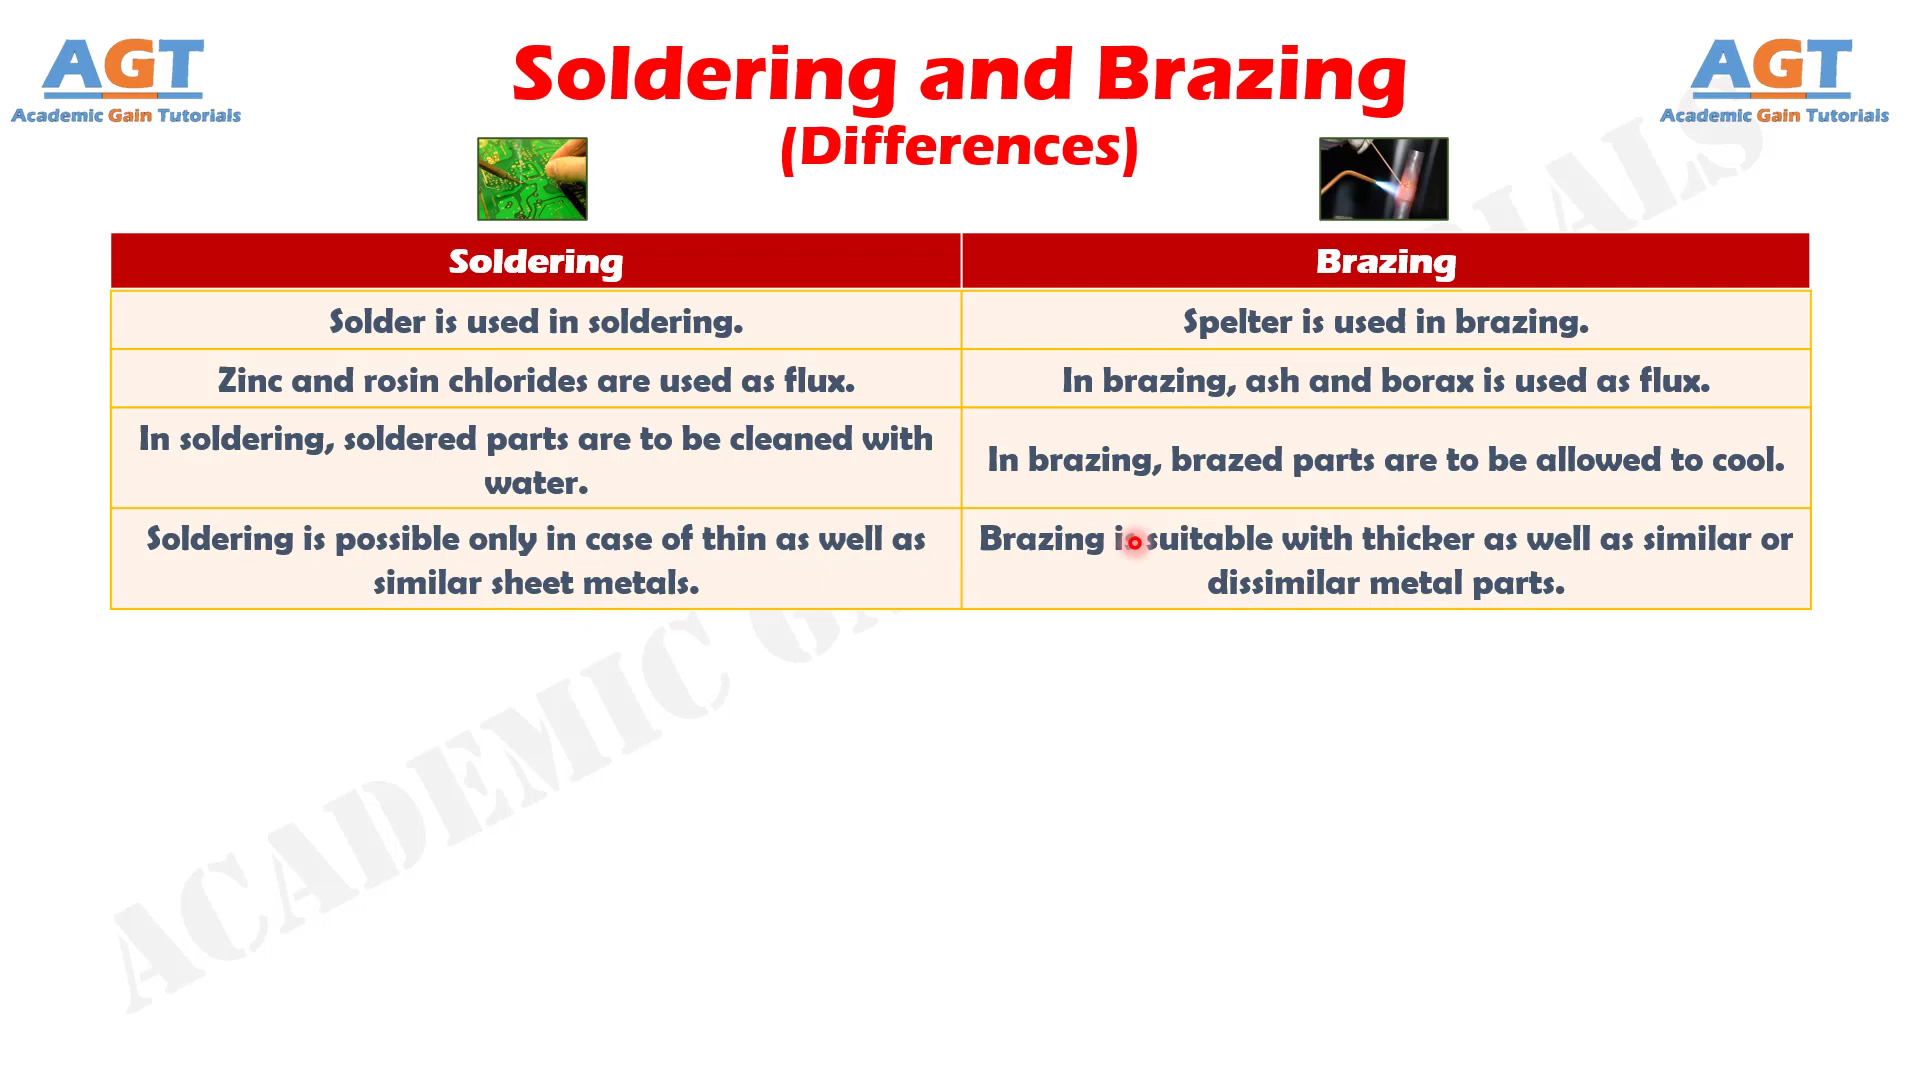 AGT
Academic Gain Tutorials
Soldering and Brazing
(Differences)
AGT
Academic Gain Tutorials
Soldering
Brazing
Solder is used in soldering.
Spelter is used in brazing.
Zinc and rosin chlorides are used as flux.
In brazing, ash and borax is used as flux.
In soldering, soldered parts are to be cleaned with
water.
In brazing, brazed parts are to be allowed to cool.
Soldering is possible only in case of thin as well as
similar sheet metals.
Brazing is suitable with thicker as well as similar or
dissimilar metal parts.
ACADEMIC